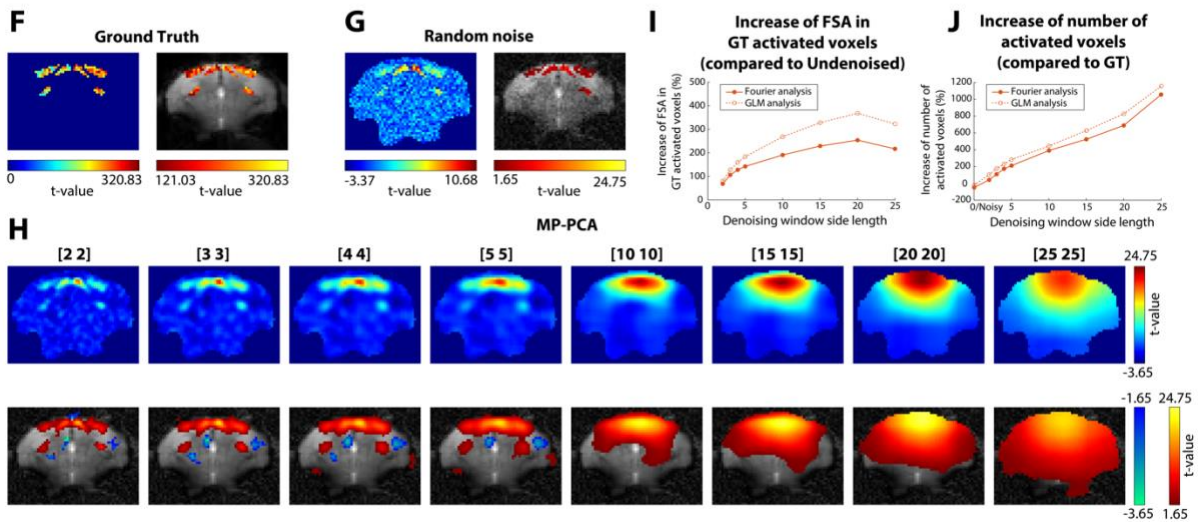 F
Ground Truth
0 320.83
t-value
121.03 320.83
t-value
G
Random noise
-3.37 10.68
t-value
1.65 24.75
t-value
I
Increase of FSA in
GT activated voxels
(compared to Undenoised)
Increase of FSA in
GT activated voxels (%)
500
400
300
200
100
0
Fourier analysis
GLM analysis
0 5 10 15 20 25
Denoising window side length
J
Increase of number of
activated voxels
(compared to GT)
Increase of number of
activated voxels (%)
1200
1000
800
600
400
200
0
-200
Fourier analysis
GLM analysis
0/Noisy 5 10 15 20 25
Denoising window side length
H
MP-PCA
[2 2] [3 3] [4 4] [5 5] [10 10] [15 15] [20 20] [25 25]
24.75
t-value
-3.65
-1.65 24.75
t-value
-3.65 1.65